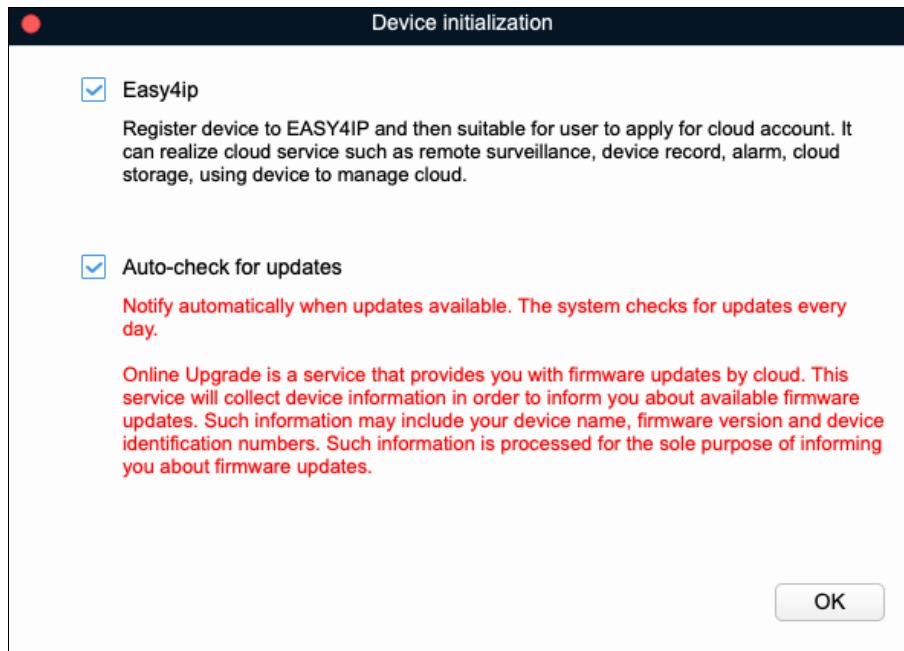 Device initialization
Easy4ip
Register device to EASY4IP and then suitable for user to apply for cloud account. It
can realize cloud service such as remote surveillance, device record, alarm, cloud
storage, using device to manage cloud.
Auto-check for updates
Notify automatically when updates available. The system checks for updates every
day.
Online Upgrade is a service that provides you with firmware updates by cloud. This
service will collect device information in order to inform you about available firmware
updates. Such information may include your device name, firmware version and device
identification numbers. Such information is processed for the sole purpose of informing
you about firmware updates.
OK